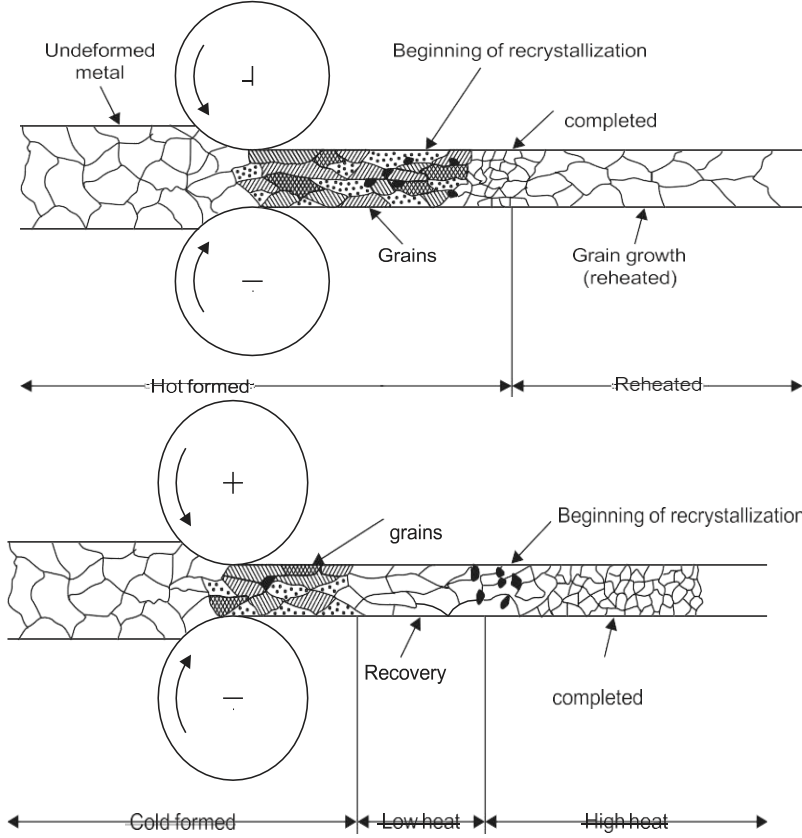 Undeformed
metal
Beginning of recrystallization
completed
Grains
Grain growth
(reheated)
Hot formed
Reheated
grains
Beginning of recrystallization
Recovery
completed
Cold formed
Low heat
High heat